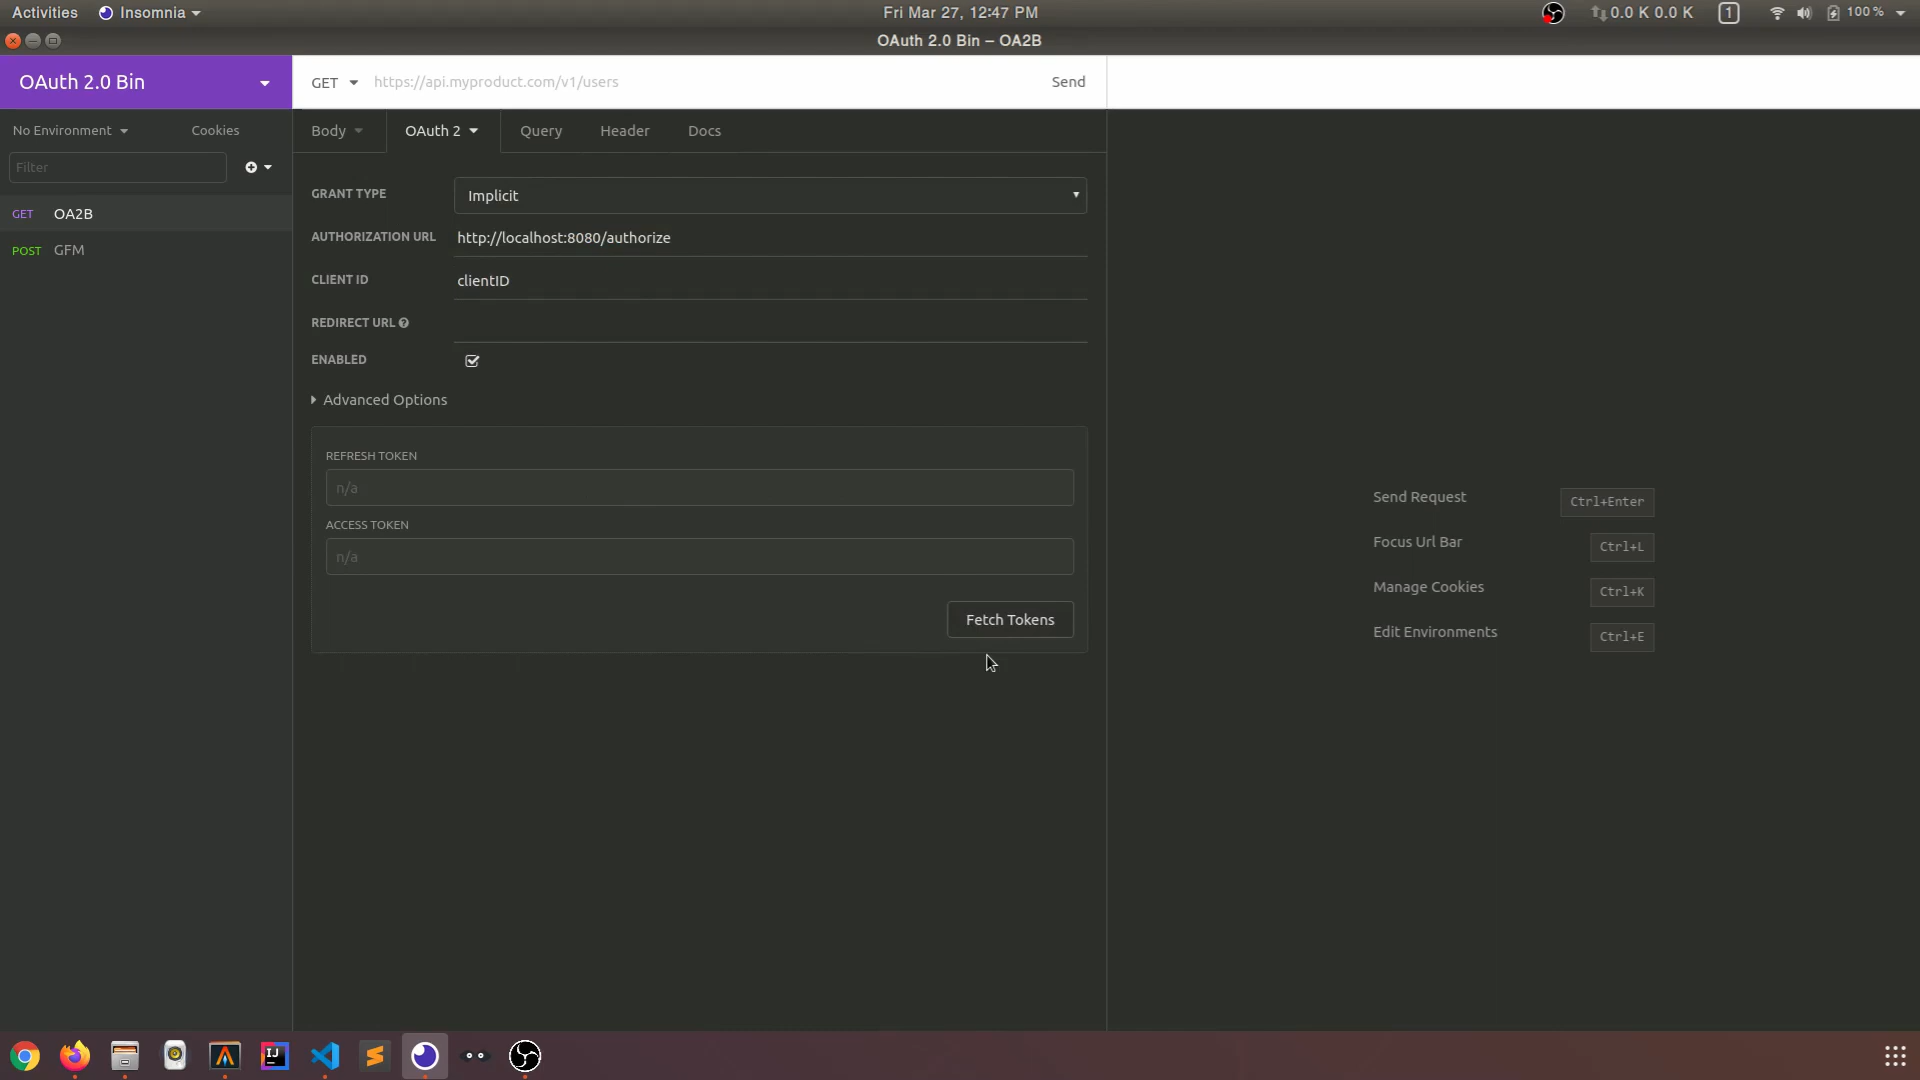 Activities Insomnia Fri Mar 27, 12:47 PM 0.0 K 0.0 K 1 100 %
OAuth 2.0 Bin – OA2B
OAuth 2.0 Bin GET https://api.myproduct.com/v1/users Send
No Environment Cookies Body OAuth 2 Query Header Docs
Filter
GET OA2B
POST GFM
GRANT TYPE Implicit
AUTHORIZATION URL http://localhost:8080/authorize
CLIENT ID clientID
REDIRECT URL ?
ENABLED
Advanced Options
REFRESH TOKEN
n/a
ACCESS TOKEN
n/a
Fetch Tokens
Send Request Ctrl+Enter
Focus Url Bar Ctrl+L
Manage Cookies Ctrl+K
Edit Environments Ctrl+E
IJ